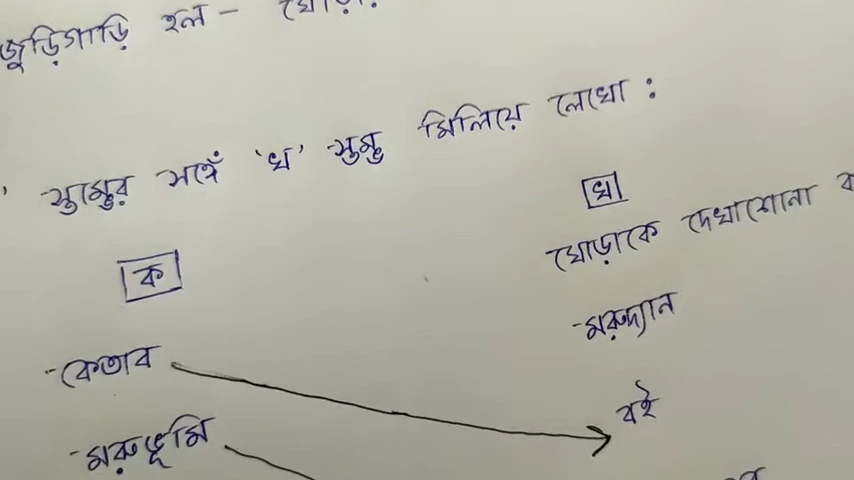 জুড়িগাড়ি হল – ঘোড়া
' স্তম্ভের সঙ্গে 'খ' স্তম্ভ মিলিয়ে লেখো :
ক
খ
ঘোড়াকে দেখাশোনা
মরুদ্যান
কেতাব
বই
মরুভূমি